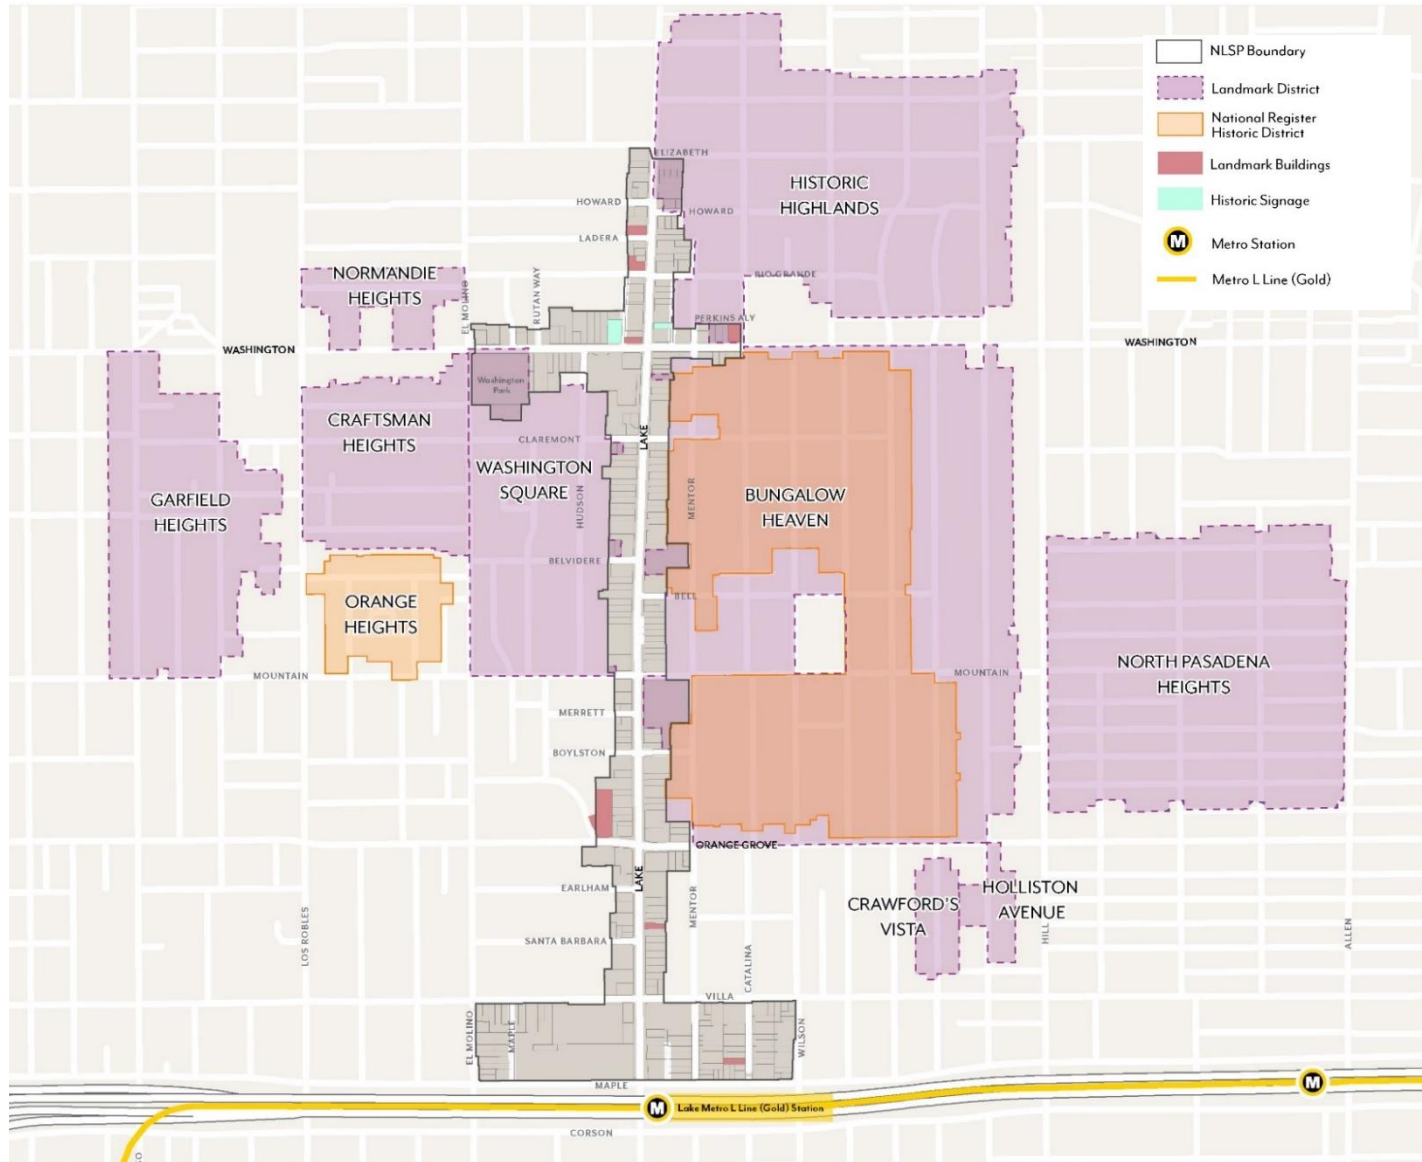 NLSP Boundary
Landmark District
National Register
Historic District
Landmark Buildings
Historic Signage
M
Metro Station
Metro L Line (Gold)
ELIZABETH
HISTORIC
HIGHLANDS
HOWARD
HOWARD
LADERA
NORMANDIE
HEIGHTS
RIO GRANDE
EL MOLINO
RUTAN WAY
PERKINS ALY
WASHINGTON
WASHINGTON
Washington
Park
CRAFTSMAN
HEIGHTS
CLAREMONT
LAKE
WASHINGTON
SQUARE
HUDSON
MENTOR
BUNGALOW
HEAVEN
GARFIELD
HEIGHTS
BELVIDERE
BELL
ORANGE
HEIGHTS
MOUNTAIN
MOUNTAIN
NORTH PASADENA
HEIGHTS
MERRETT
BOYLSTON
ORANGE GROVE
LAKE
EARLHAM
MENTOR
CRAWFORD'S
VISTA
HOLLISTON
AVENUE
HILL
ALLEN
LOS ROBLES
SANTA BARBARA
CATALINA
VILLA
EL MOLINO
MAPLE
WILSON
MAPLE
M
M
Lake Metro L Line (Gold) Station
CORSON